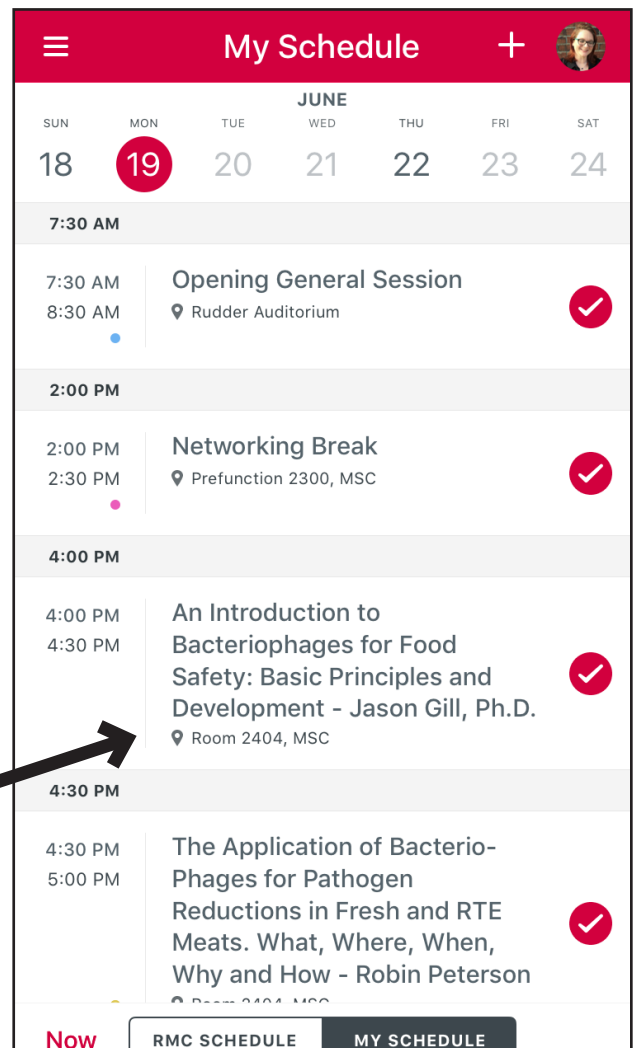 My Schedule
JUNE
SUN MON TUE WED THU FRI SAT
18 19 20 21 22 23 24
7:30 AM
7:30 AM
8:30 AM
Opening General Session
Rudder Auditorium
2:00 PM
2:00 PM
2:30 PM
Networking Break
Prefunction 2300, MSC
4:00 PM
4:00 PM
4:30 PM
An Introduction to
Bacteriophages for Food
Safety: Basic Principles and
Development - Jason Gill, Ph.D.
Room 2404, MSC
4:30 PM
4:30 PM
5:00 PM
The Application of Bacterio-
Phages for Pathogen
Reductions in Fresh and RTE
Meats. What, Where, When,
Why and How - Robin Peterson
Room 2404, MSC
Now
RMC SCHEDULE
MY SCHEDULE